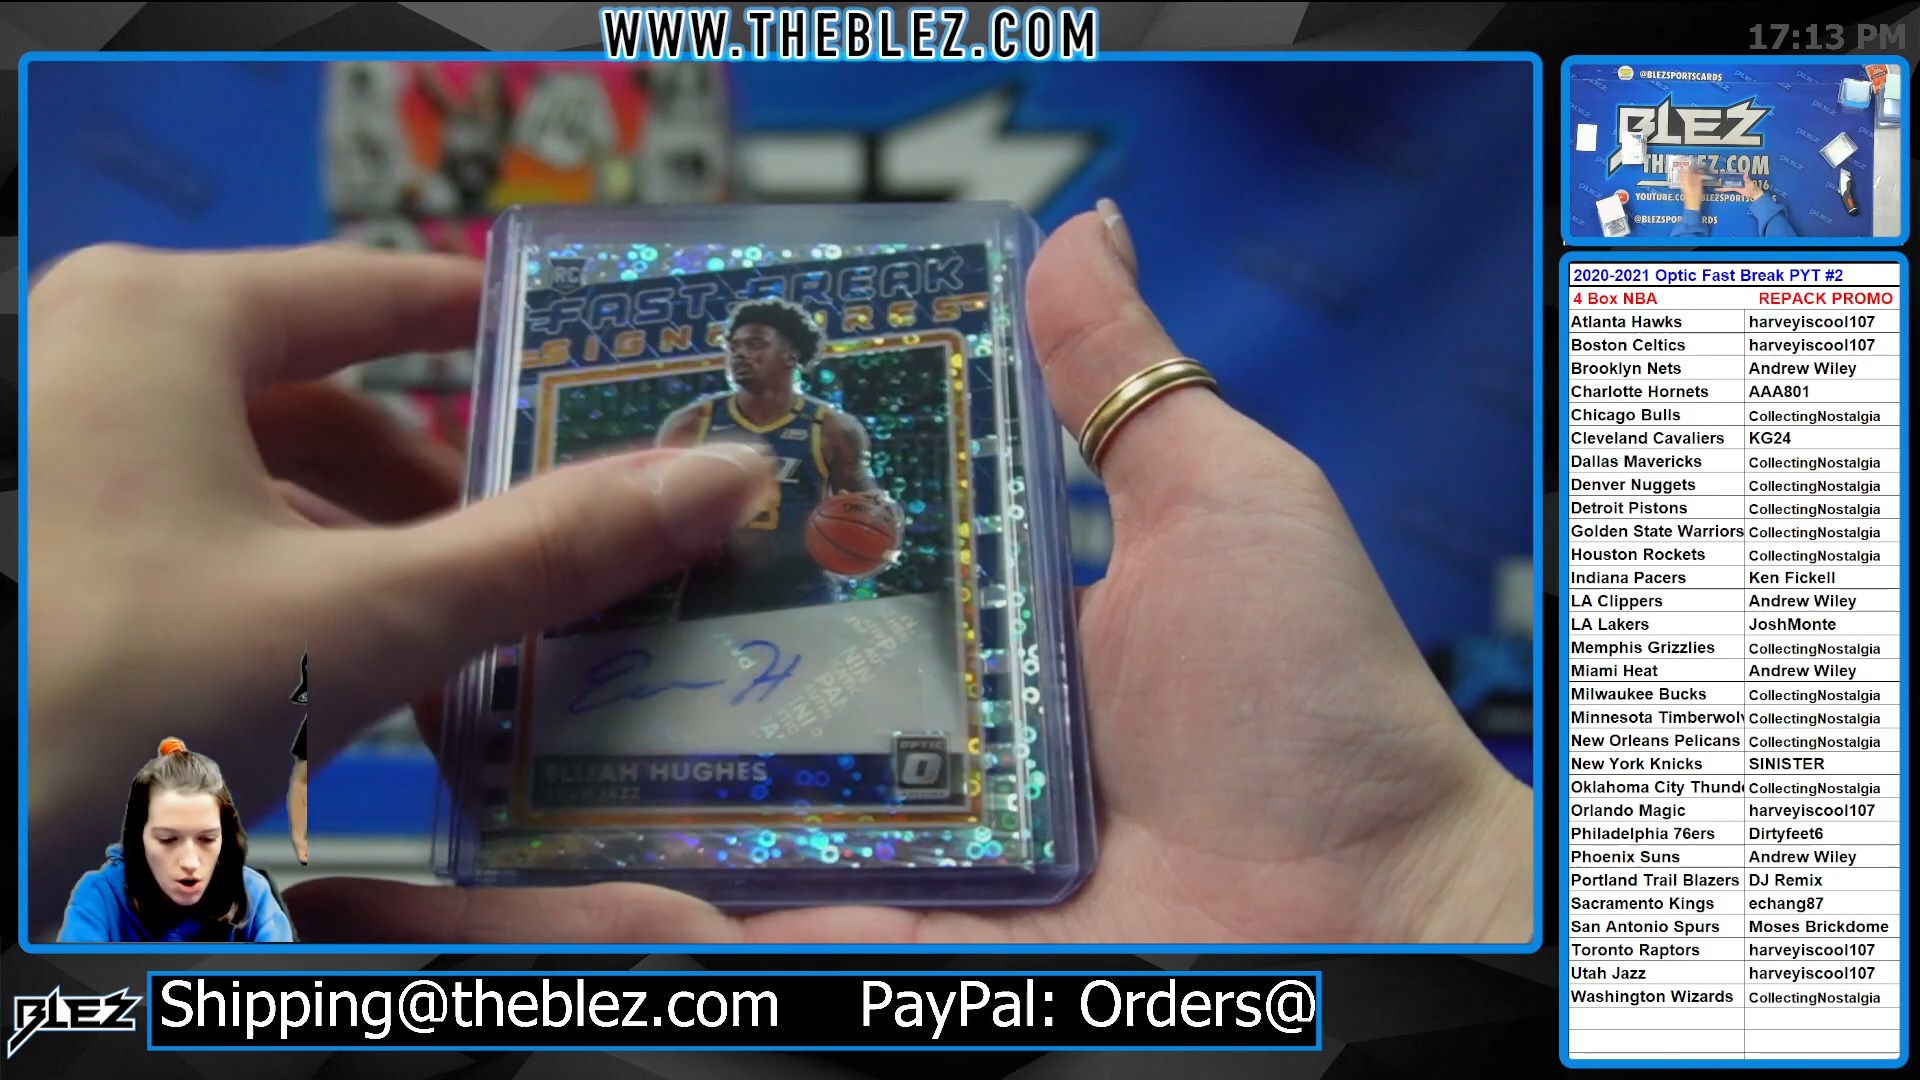 WWW.THEBLEZ.COM
17:13 PM
@BLEZSPORTSCARDS
BLEZ
RC
FAST BREAK
ELIJAH HUGHES
OPTIC
2020-2021 Optic Fast Break PYT #2
4 Box NBA REPACK PROMO
Atlanta Hawks harveyiscool107
Boston Celtics harveyiscool107
Brooklyn Nets Andrew Wiley
Charlotte Hornets AAA801
Chicago Bulls CollectingNostalgia
Cleveland Cavaliers KG24
Dallas Mavericks CollectingNostalgia
Denver Nuggets CollectingNostalgia
Detroit Pistons CollectingNostalgia
Golden State Warriors CollectingNostalgia
Houston Rockets CollectingNostalgia
Indiana Pacers Ken Fickell
LA Clippers Andrew Wiley
LA Lakers JoshMonte
Memphis Grizzlies CollectingNostalgia
Miami Heat Andrew Wiley
Milwaukee Bucks CollectingNostalgia
Minnesota Timberwolv CollectingNostalgia
New Orleans Pelicans CollectingNostalgia
New York Knicks SINISTER
Oklahoma City Thunde CollectingNostalgia
Orlando Magic harveyiscool107
Philadelphia 76ers Dirtyfeet6
Phoenix Suns Andrew Wiley
Portland Trail Blazers DJ Remix
Sacramento Kings echang87
San Antonio Spurs Moses Brickdome
Toronto Raptors harveyiscool107
Utah Jazz harveyiscool107
Washington Wizards CollectingNostalgia
BLEZ
Shipping@theblez.com PayPal: Orders@